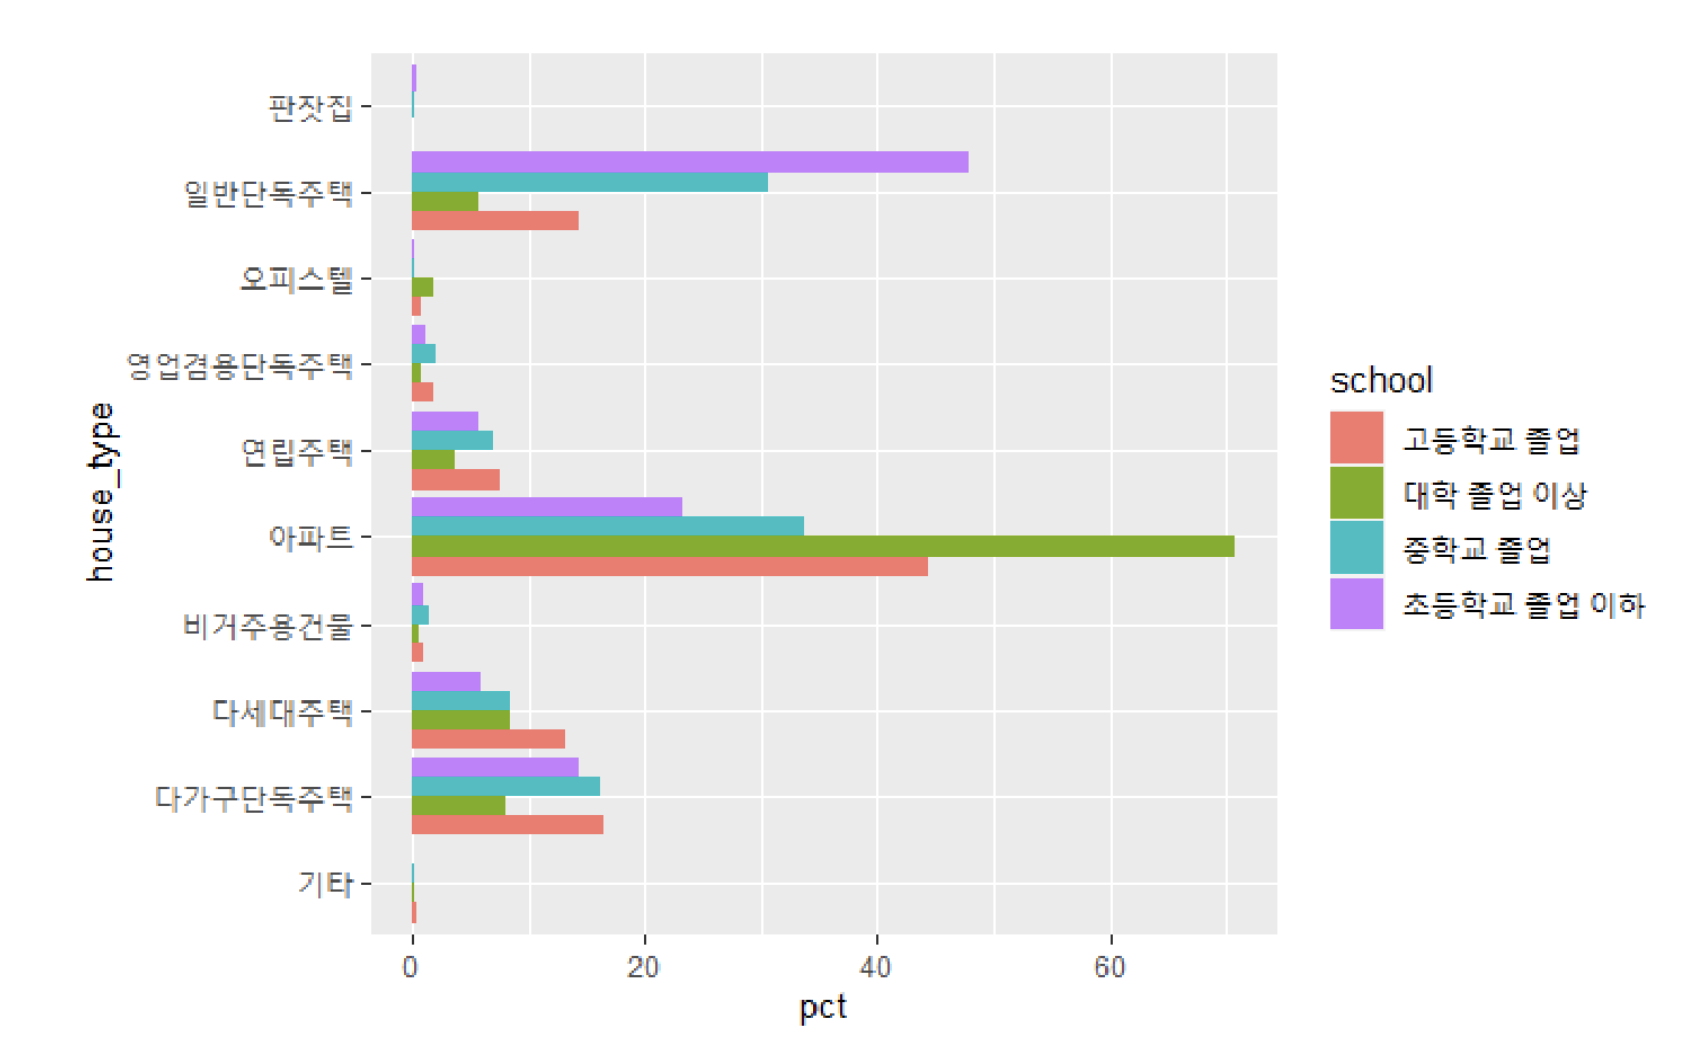 판잣집
일반단독주택
오피스텔
영업겸용단독주택
연립주택
아파트
비거주용건물
다세대주택
다가구단독주택
기타
house_type
0 20 40 60
pct
school
고등학교 졸업
대학 졸업 이상
중학교 졸업
초등학교 졸업 이하